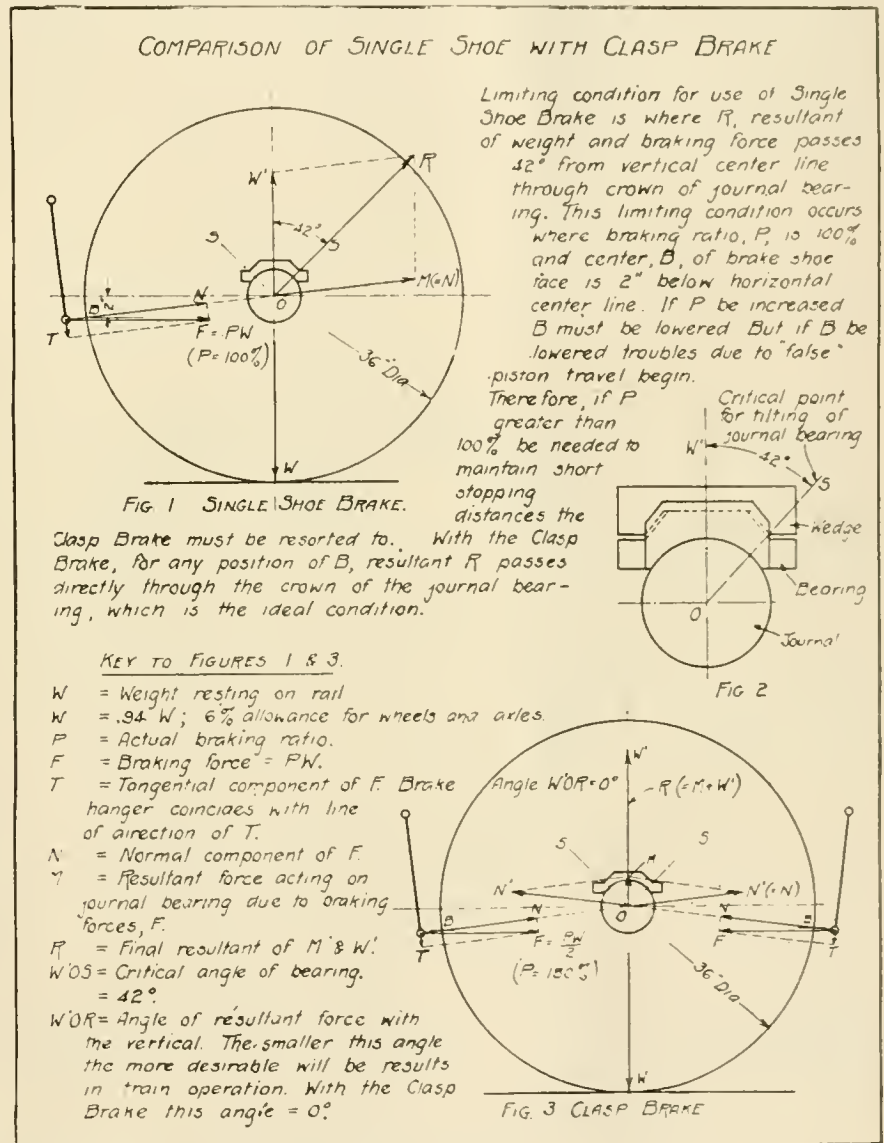 COMPARISON OF SINGLE SHOE WITH CLASP BRAKE
Limiting condition for use of Single
Shoe Brake is where R, resultant
of weight and braking force passes
42° from vertical center line
through crown of journal bear-
ing. This limiting condition occurs
where braking ratio, P, is 100%
and center, B, of brake shoe
face is 2" below horizontal
center line. If P be increased
B must be lowered But if B be
lowered troubles due to "false"
piston travel begin.
Therefore, if P
greater than
100% be needed to
maintain short
stopping
distances the
Clasp Brake must be resorted to. With the Clasp
Brake, for any position of B, resultant R passes
directly through the crown of the journal bear-
ing, which is the ideal condition.
W'
R
42°
S
S
M(=N)
O
B
2"
N
T
F = PW
(P = 100%)
36" Dia
W
FIG. 1 SINGLE SHOE BRAKE.
Critical point
for tilting of
journal bearing
W'
42°
S
Wedge
Bearing
O
Journal
FIG 2
KEY TO FIGURES 1 & 3.
W = Weight resting on rail
W = .94 W; 6% allowance for wheels and axles.
P = Actual braking ratio.
F = Braking force = PW.
T = Tangential component of F. Brake
hanger coincides with line
of direction of T.
N = Normal component of F.
M = Resultant force acting on
journal bearing due to braking
forces, F.
R = Final resultant of M & W'.
W'OS = Critical angle of bearing.
= 42°.
W'OR = Angle of resultant force with
the vertical. The smaller this angle
the more desirable will be results
in train operation. With the Clasp
Brake this angle = 0°.
Angle W'OR = 0°
W'
R (= M + W')
S
S
M
N'
N'(=N)
O
B
N
N
B
T
F = PW/2
F
T
(P = 150%)
36" Dia
W
FIG. 3 CLASP BRAKE